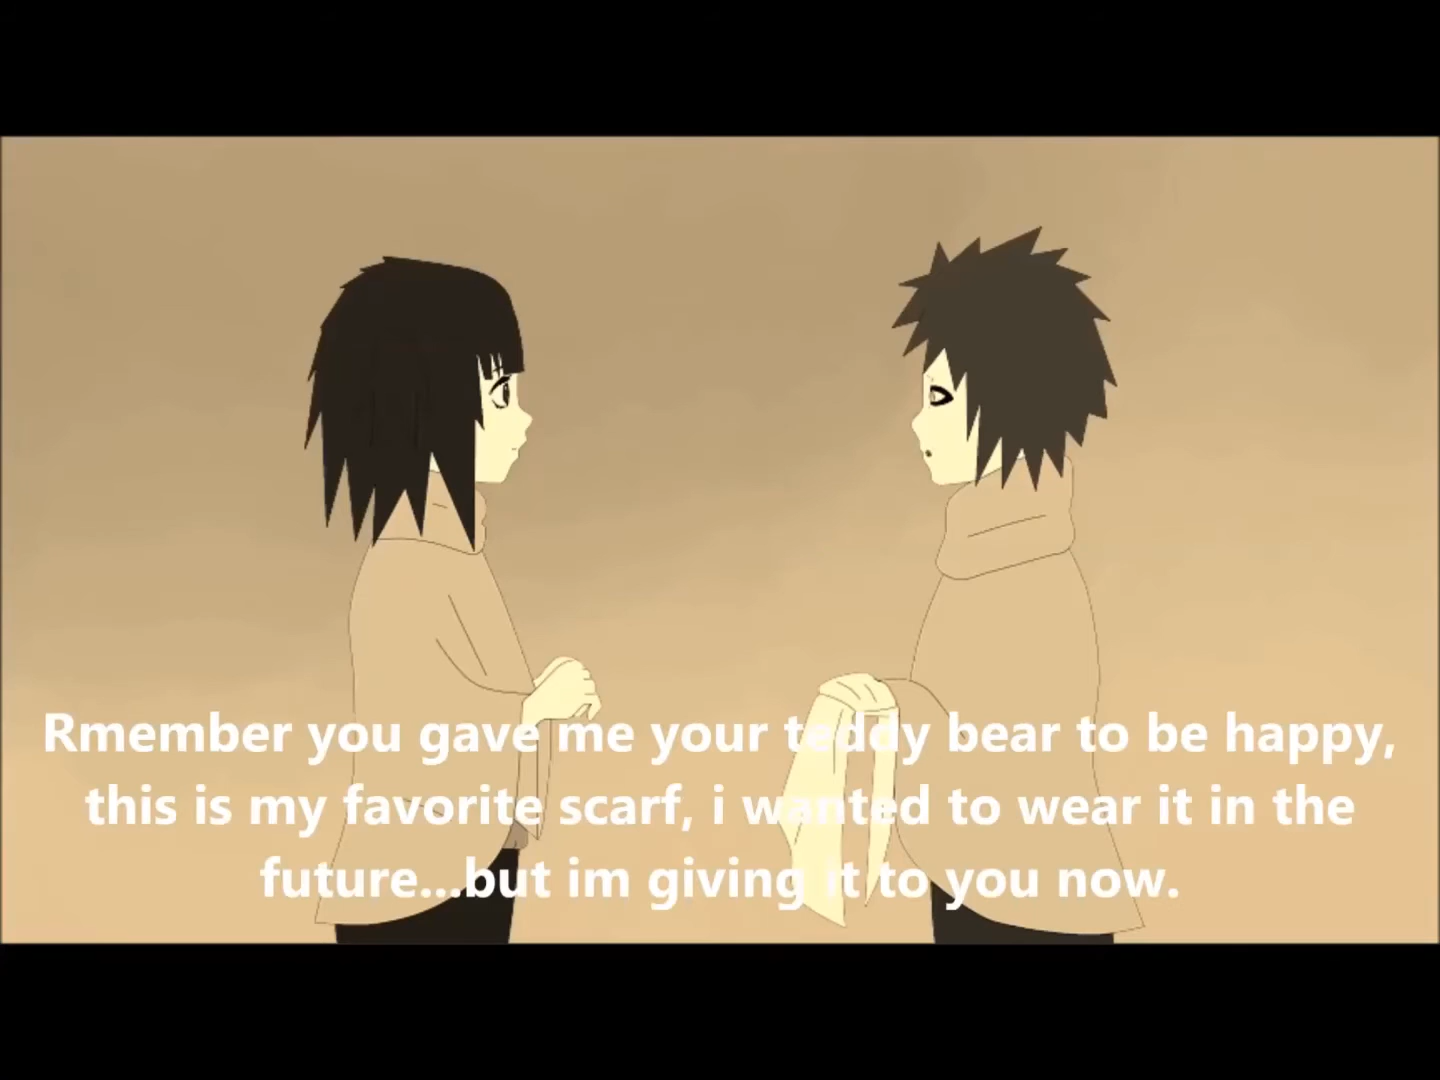 Rmember you gave me your teddy bear to be happy,
this is my favorite scarf, i wanted to wear it in the
future...but im giving it to you now.